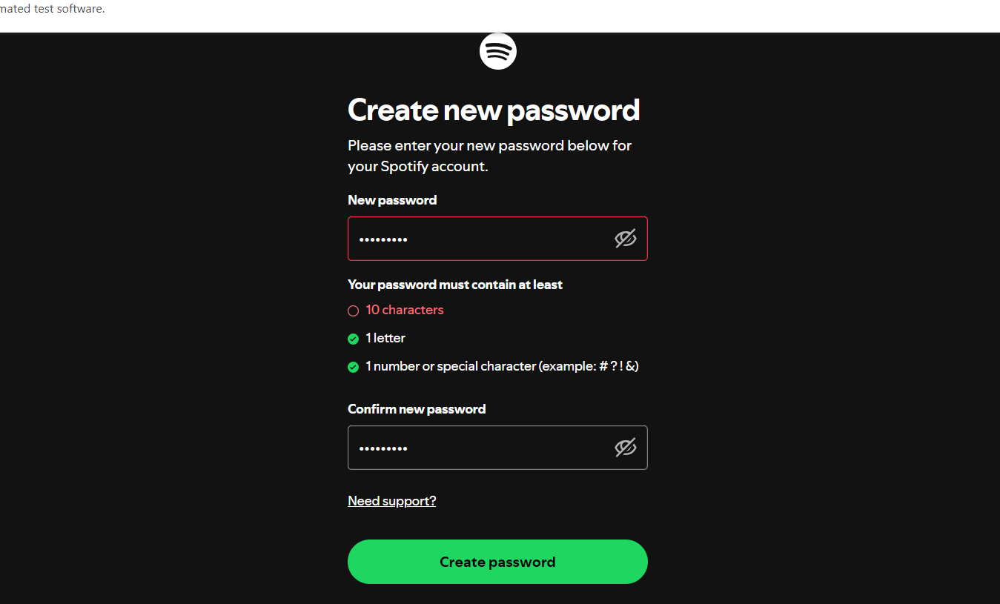 mated test software.
Create new password
Please enter your new password below for
your Spotify account.
New password
•••••••••
Your password must contain at least
10 characters
1 letter
1 number or special character (example: # ? ! &)
Confirm new password
•••••••••
Need support?
Create password